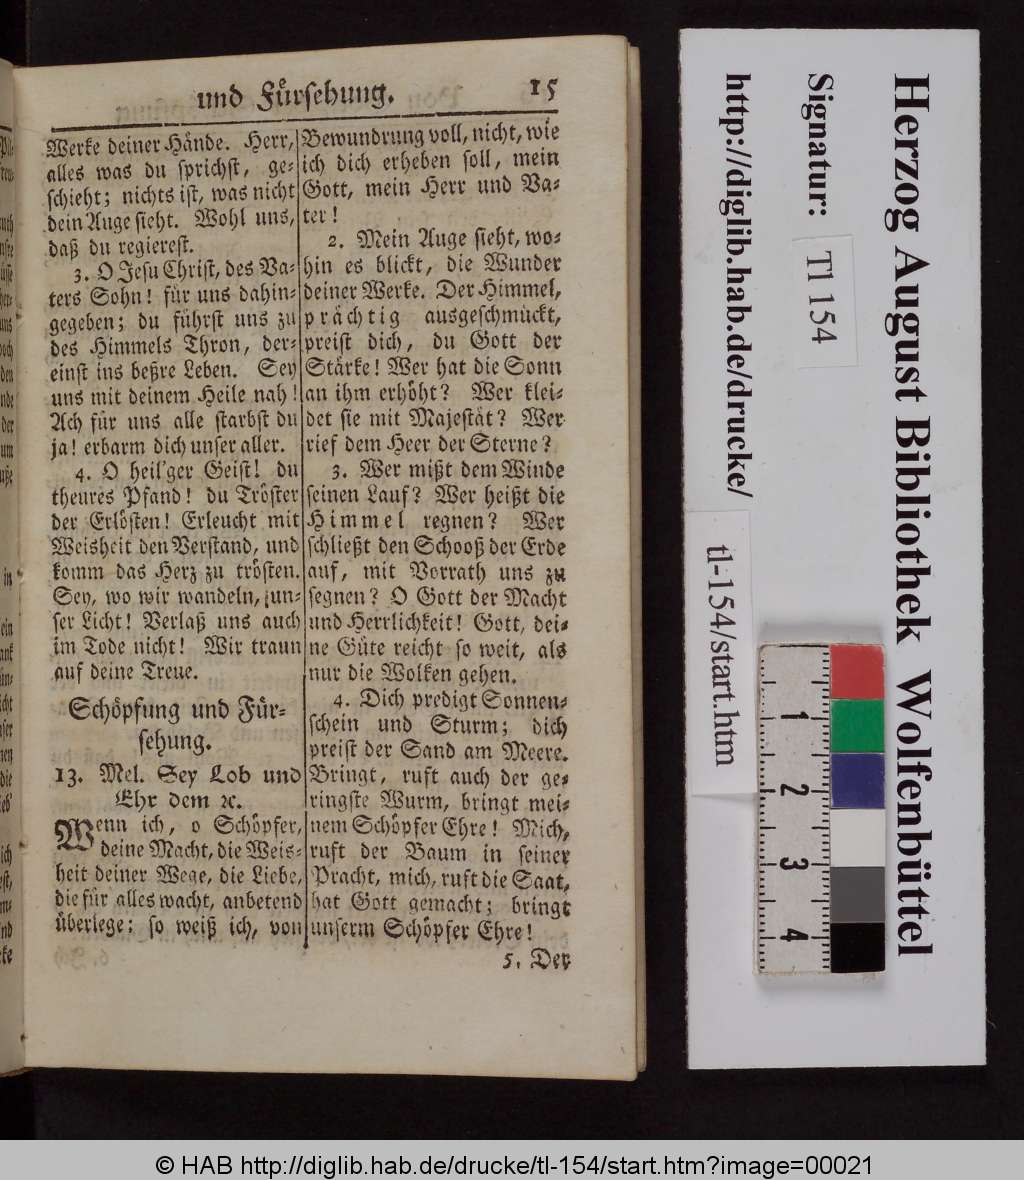 und Fürsehung. 15
Werke deiner Hände. Herr,
alles was du sprichst, ge-
schieht; nichts ist, was nicht
dein Auge sieht. Wohl uns,
daß du regierest.
3. O Jesu Christ, des Va-
ters Sohn! für uns dahin-
gegeben; du führst uns zu
des Himmels Thron, der-
einst ins beßre Leben. Sey
uns mit deinem Heile nah!
Ach für uns alle starbst du
ja! erbarm dich unser aller.
4. O heil'ger Geist! du
theures Pfand! du Tröster
der Erlösten! Erleucht mit
Weisheit den Verstand, und
komm das Herz zu trösten.
Sey, wo wir wandeln, un-
ser Licht! Verlaß uns auch
im Tode nicht! Wir traun
auf deine Treue.
Schöpfung und Für-
sehung.
13. Mel. Sey Lob und
Ehr dem ꝛc.
Wenn ich, o Schöpfer,
deine Macht, die Weis-
heit deiner Wege, die Liebe,
die für alles wacht, anbetend
überlege: so weiß ich, von
Bewundrung voll, nicht, wie
ich dich erheben soll, mein
Gott, mein Herr und Va-
ter!
2. Mein Auge sieht, wo-
hin es blickt, die Wunder
deiner Werke. Der Himmel,
prächtig ausgeschmückt,
preist dich, du Gott der
Stärke! Wer hat die Sonn
an ihm erhöht? Wer klei-
det sie mit Majestät? Wer
rief dem Heer der Sterne?
3. Wer mißt dem Winde
seinen Lauf? Wer heißt die
Himmel regnen? Wer
schließt den Schooß der Erde
auf, mit Vorrath uns zu
segnen? O Gott der Macht
und Herrlichkeit! Gott, dei-
ne Güte reicht so weit, als
nur die Wolken gehen.
4. Dich predigt Sonnen-
schein und Sturm; dich
preist der Sand am Meere.
Bringt, ruft auch der ge-
ringste Wurm, bringt mei-
nem Schöpfer Ehre! Mich,
ruft der Baum in seiner
Pracht, mich, ruft die Saat,
hat Gott gemacht; bringt
unserm Schöpfer Ehre!
5. Der
Herzog August Bibliothek Wolfenbüttel
Signatur: Tl 154
http://diglib.hab.de/drucke/
tl-154/start.htm
1
2
3
4
© HAB http://diglib.hab.de/drucke/tl-154/start.htm?image=00021